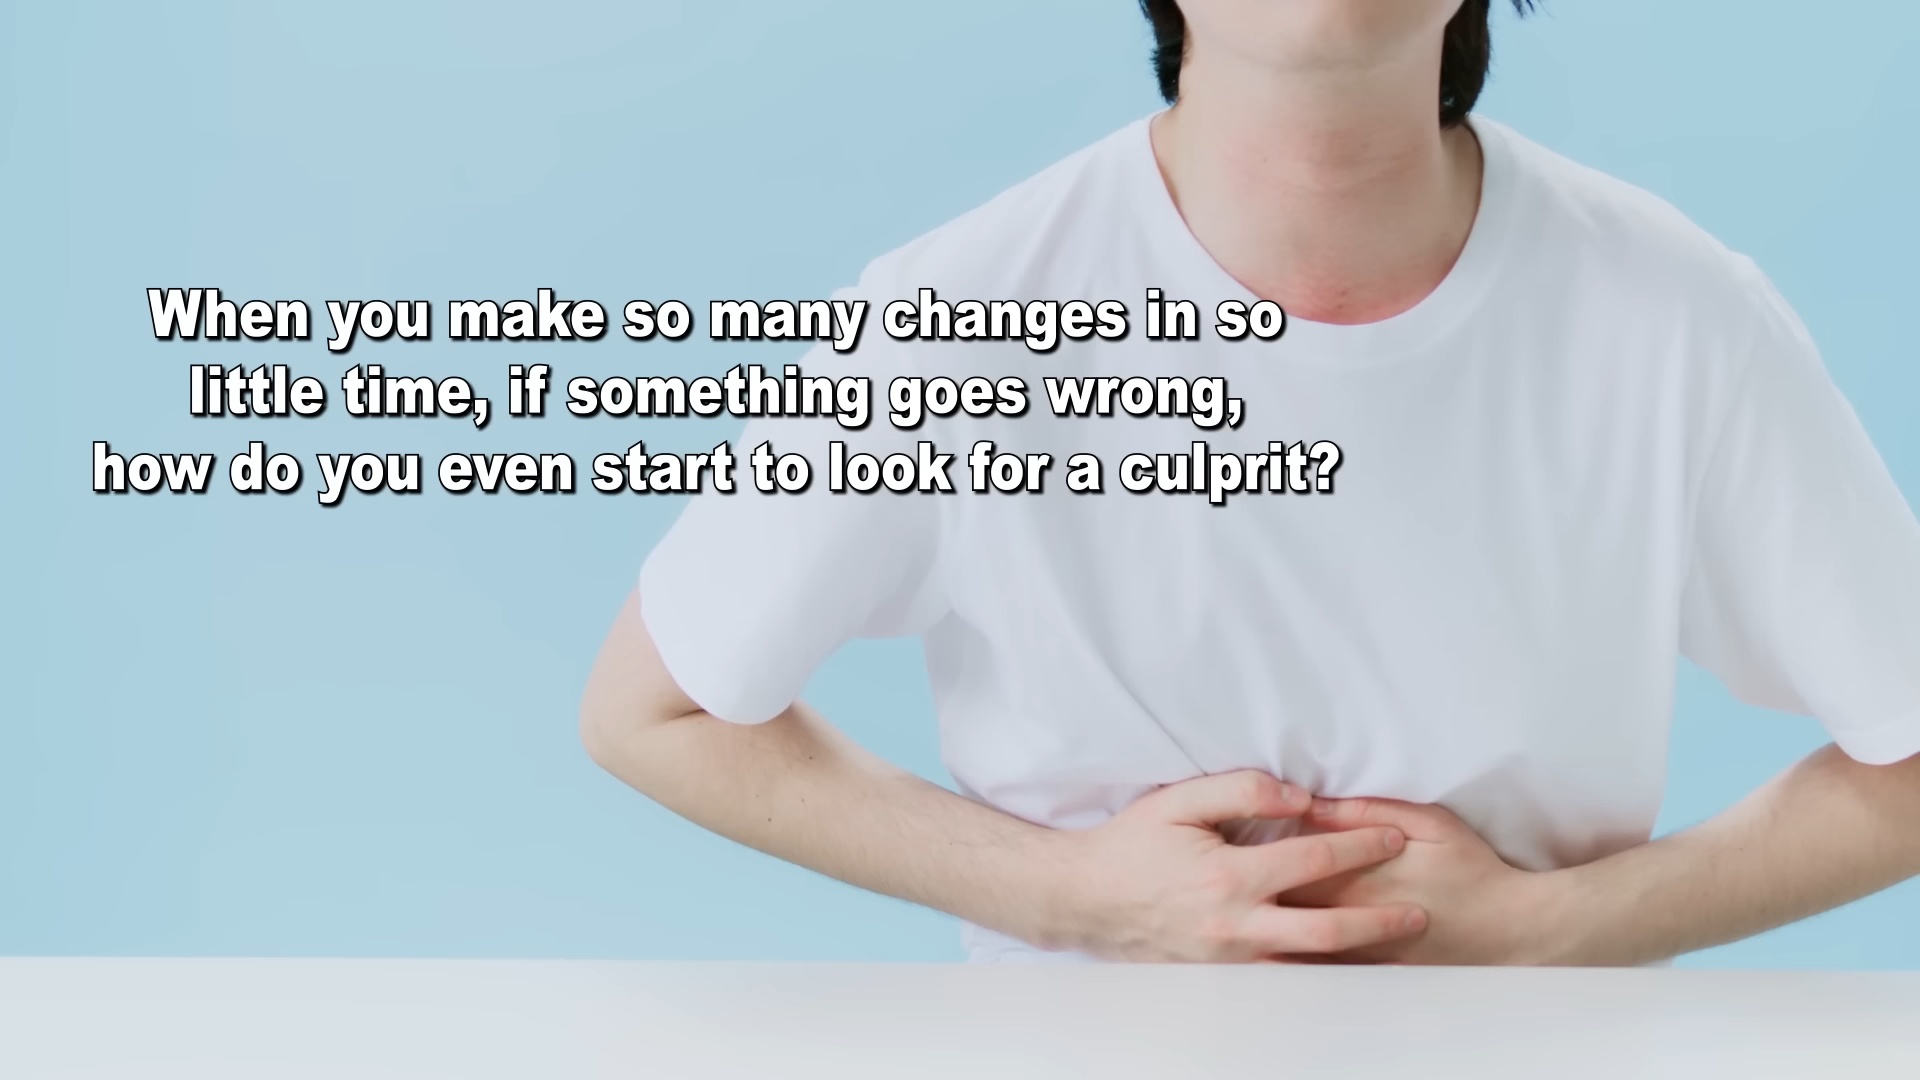 When you make so many changes in so
little time, if something goes wrong,
how do you even start to look for a culprit?